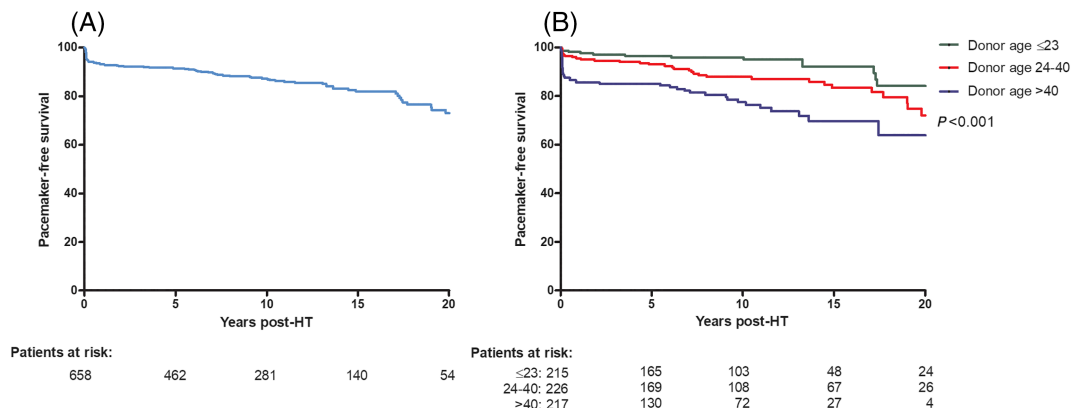 (A)
Pacemaker-free survival
100
80
60
40
20
0
0 5 10 15 20
Years post-HT
Patients at risk:
658 462 281 140 54
(B)
Pacemaker-free survival
100
80
60
40
20
0
0 5 10 15 20
Years post-HT
Donor age ≤23
Donor age 24-40
Donor age >40
P<0.001
Patients at risk:
≤23: 215 165 103 48 24
24-40: 226 169 108 67 26
>40: 217 130 72 27 4